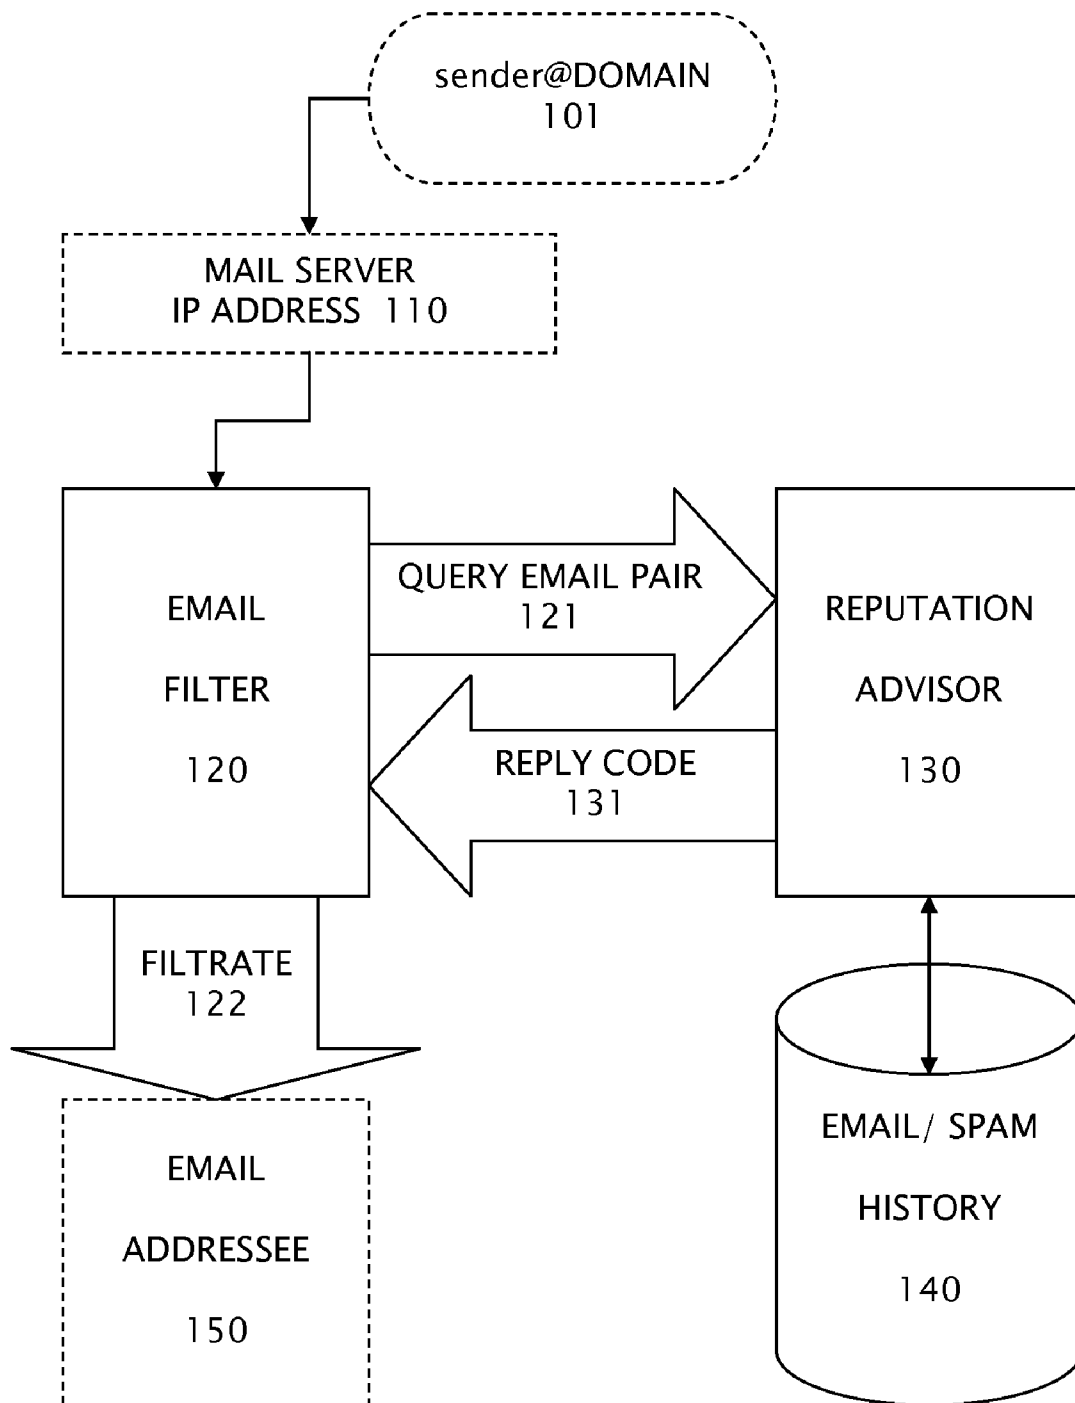 sender@DOMAIN
101
MAIL SERVER
IP ADDRESS 110
EMAIL
FILTER
120
QUERY EMAIL PAIR
121
REPLY CODE
131
REPUTATION
ADVISOR
130
FILTRATE
122
EMAIL
ADDRESSEE
150
EMAIL/ SPAM
HISTORY
140